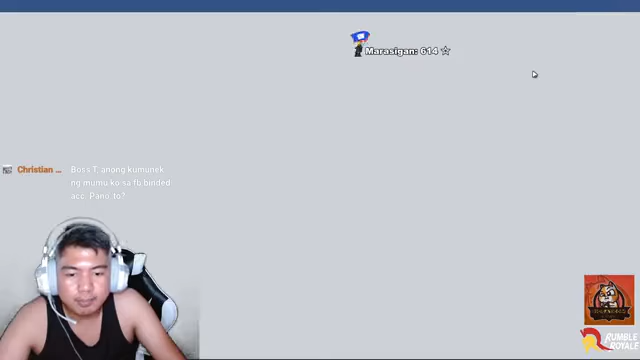 Marasigan: 614 ☆
Christian ...
Boss T, anong kumunek
ng mumu ko sa fb binded
acc. Pano to?
RUMBLE
ROYALE